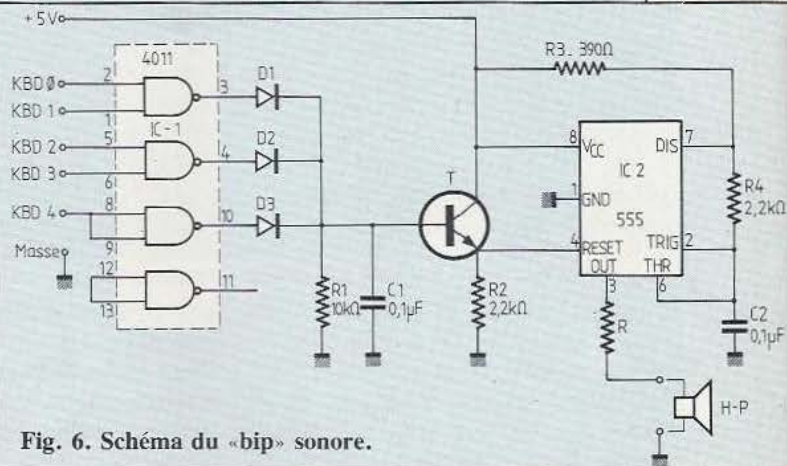 +5V
4011
KBD Ø
2
3
D1
KBD 1
1
IC-1
KBD 2
5
4
D2
KBD 3
6
KBD 4
8
10
D3
9
Masse
12
11
13
R1
10kΩ
C1
0,1µF
T
R2
2,2kΩ
R3_390Ω
8
VCC
DIS
7
IC 2
1
GND
555
R4
2,2kΩ
4
RESET
TRIG
2
OUT
THR
3
6
R
C2
0,1µF
H-P
Fig. 6. Schéma du «bip» sonore.